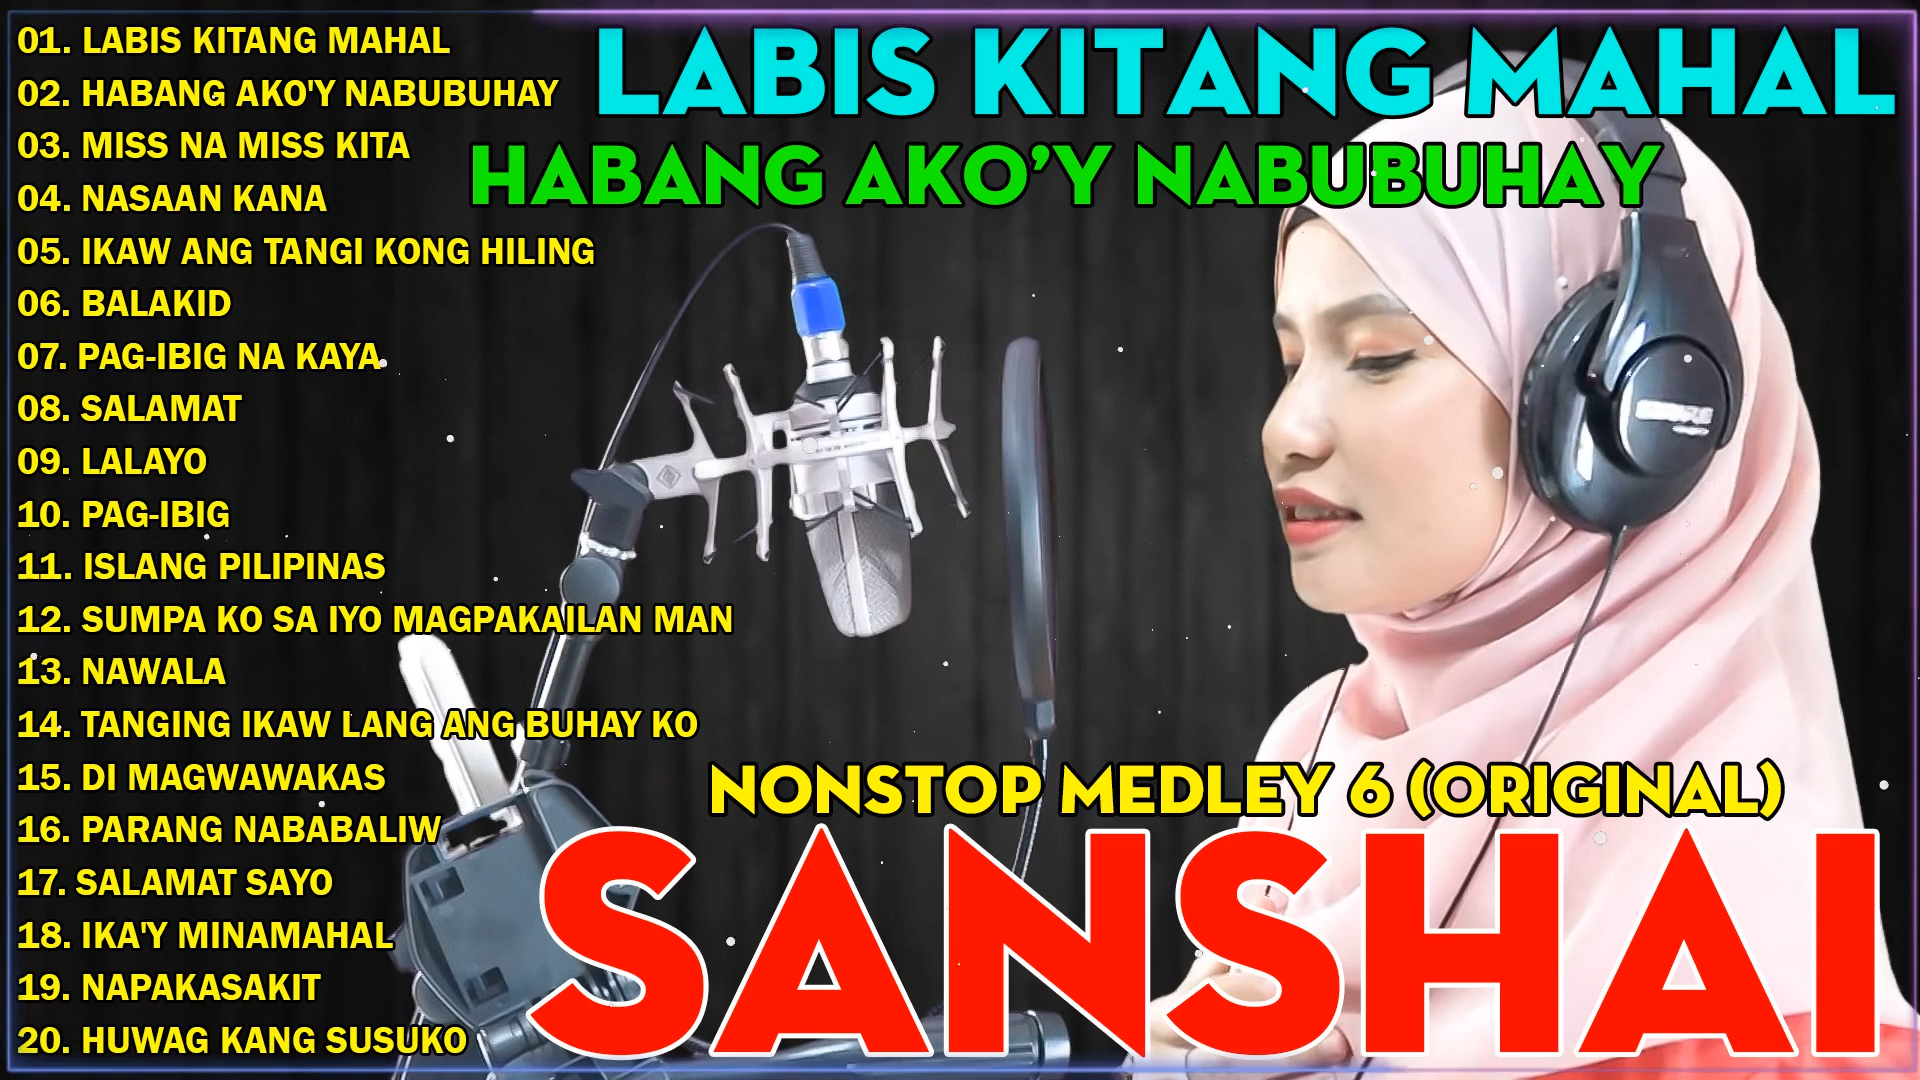 01. LABIS KITANG MAHAL
02. HABANG AKO'Y NABUBUHAY
03. MISS NA MISS KITA
04. NASAAN KANA
05. IKAW ANG TANGI KONG HILING
06. BALAKID
07. PAG-IBIG NA KAYA
08. SALAMAT
09. LALAYO
10. PAG-IBIG
11. ISLANG PILIPINAS
12. SUMPA KO SA IYO MAGPAKAILAN MAN
13. NAWALA
14. TANGING IKAW LANG ANG BUHAY KO
15. DI MAGWAWAKAS
16. PARANG NABABALIW
17. SALAMAT SAYO
18. IKA'Y MINAMAHAL
19. NAPAKASAKIT
20. HUWAG KANG SUSUKO
LABIS KITANG MAHAL
HABANG AKO’Y NABUBUHAY
NONSTOP MEDLEY 6 (ORIGINAL)
SANSHAI